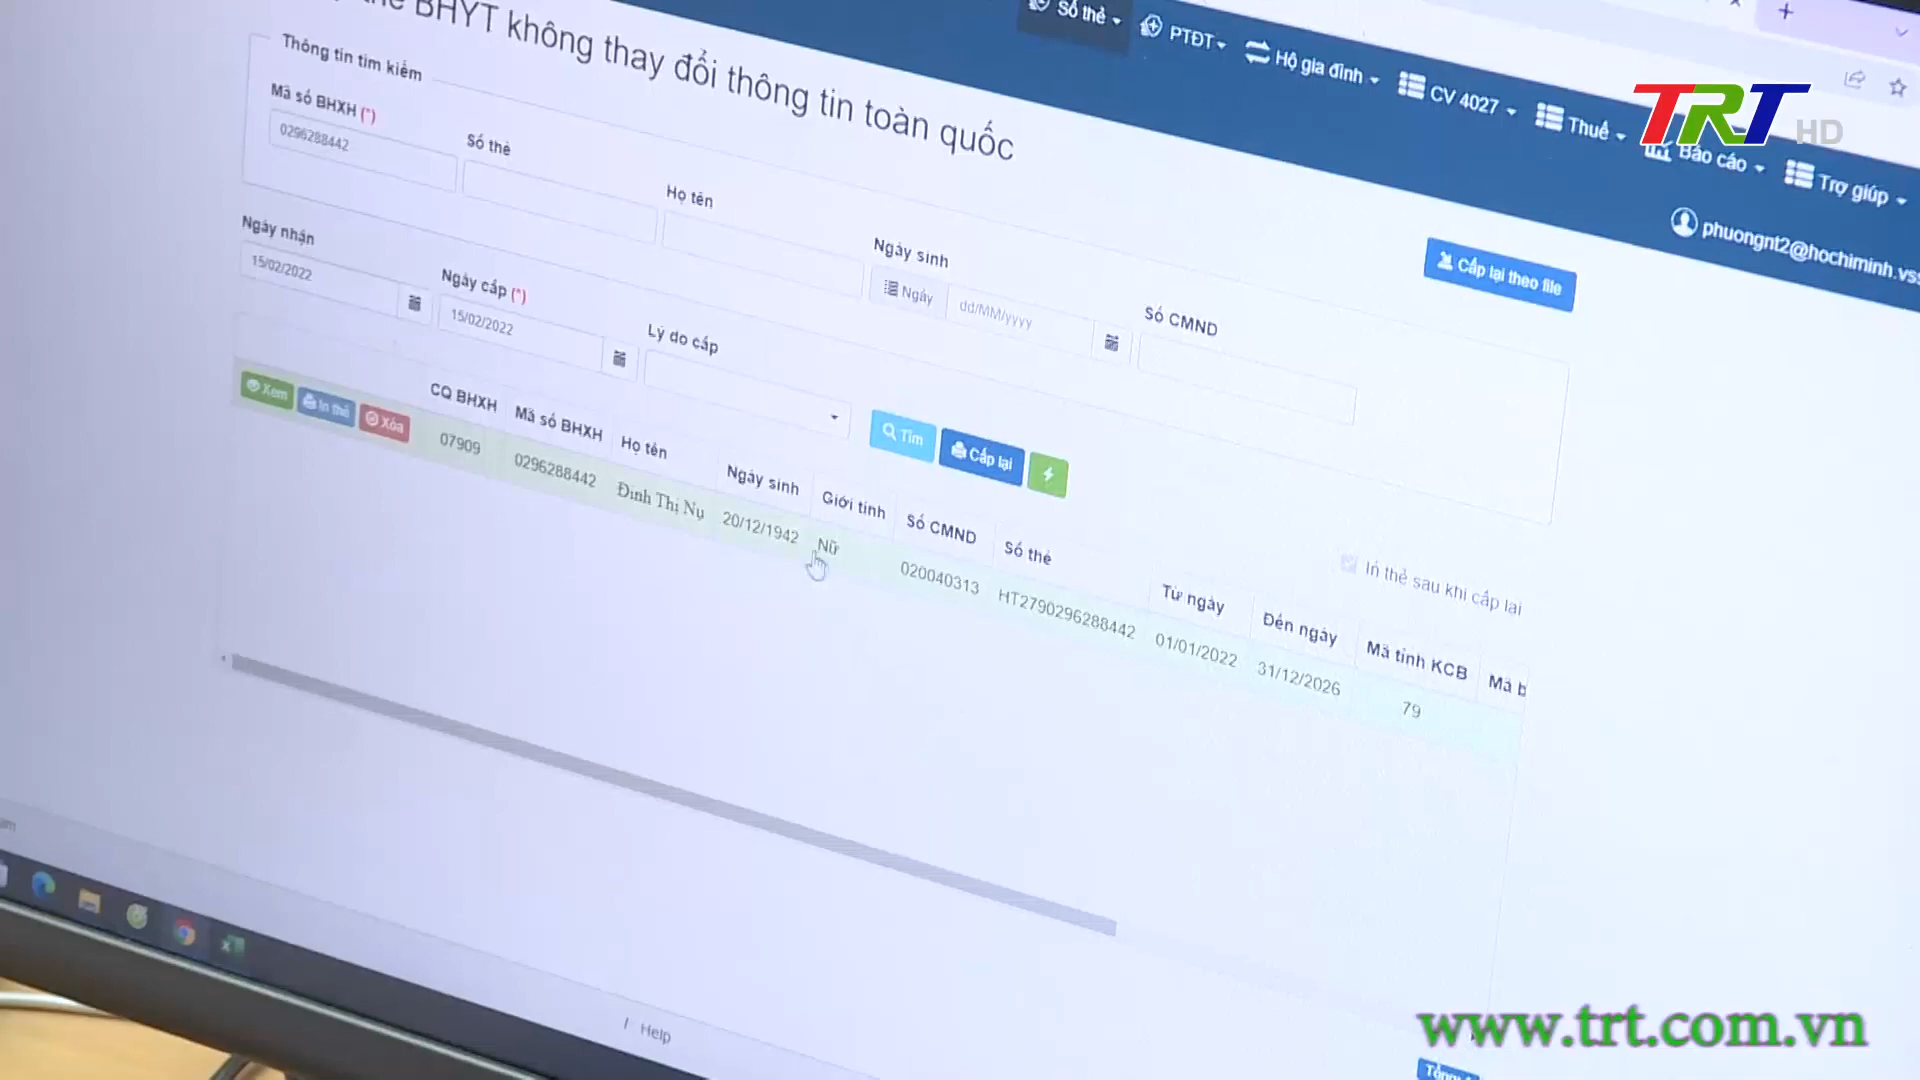 Sổ thẻ
PTĐT
Hộ gia đình
CV 4027
Thuế
Báo cáo
Trợ giúp
TRT HD
phuongnt2@hochiminh.vss
BHYT không thay đổi thông tin toàn quốc
Cấp lại theo file
Thông tin tìm kiếm
Mã số BHXH (*)
0296288442
Số thẻ
Họ tên
Ngày sinh
Ngày
dd/MM/yyyy
Số CMND
Ngày nhận
15/02/2022
Ngày cấp (*)
15/02/2022
Lý do cấp
Tìm
Cấp lại
In thẻ sau khi cấp lại
CQ BHXH Mã số BHXH Họ tên Ngày sinh Giới tính Số CMND Số thẻ Từ ngày Đến ngày Mã tỉnh KCB Mã b
Xem In thẻ Xóa 07909 0296288442 Đinh Thị Nụ 20/12/1942 Nữ 020040313 HT2790296288442 01/01/2022 31/12/2026 79
/ Help
www.trt.com.vn